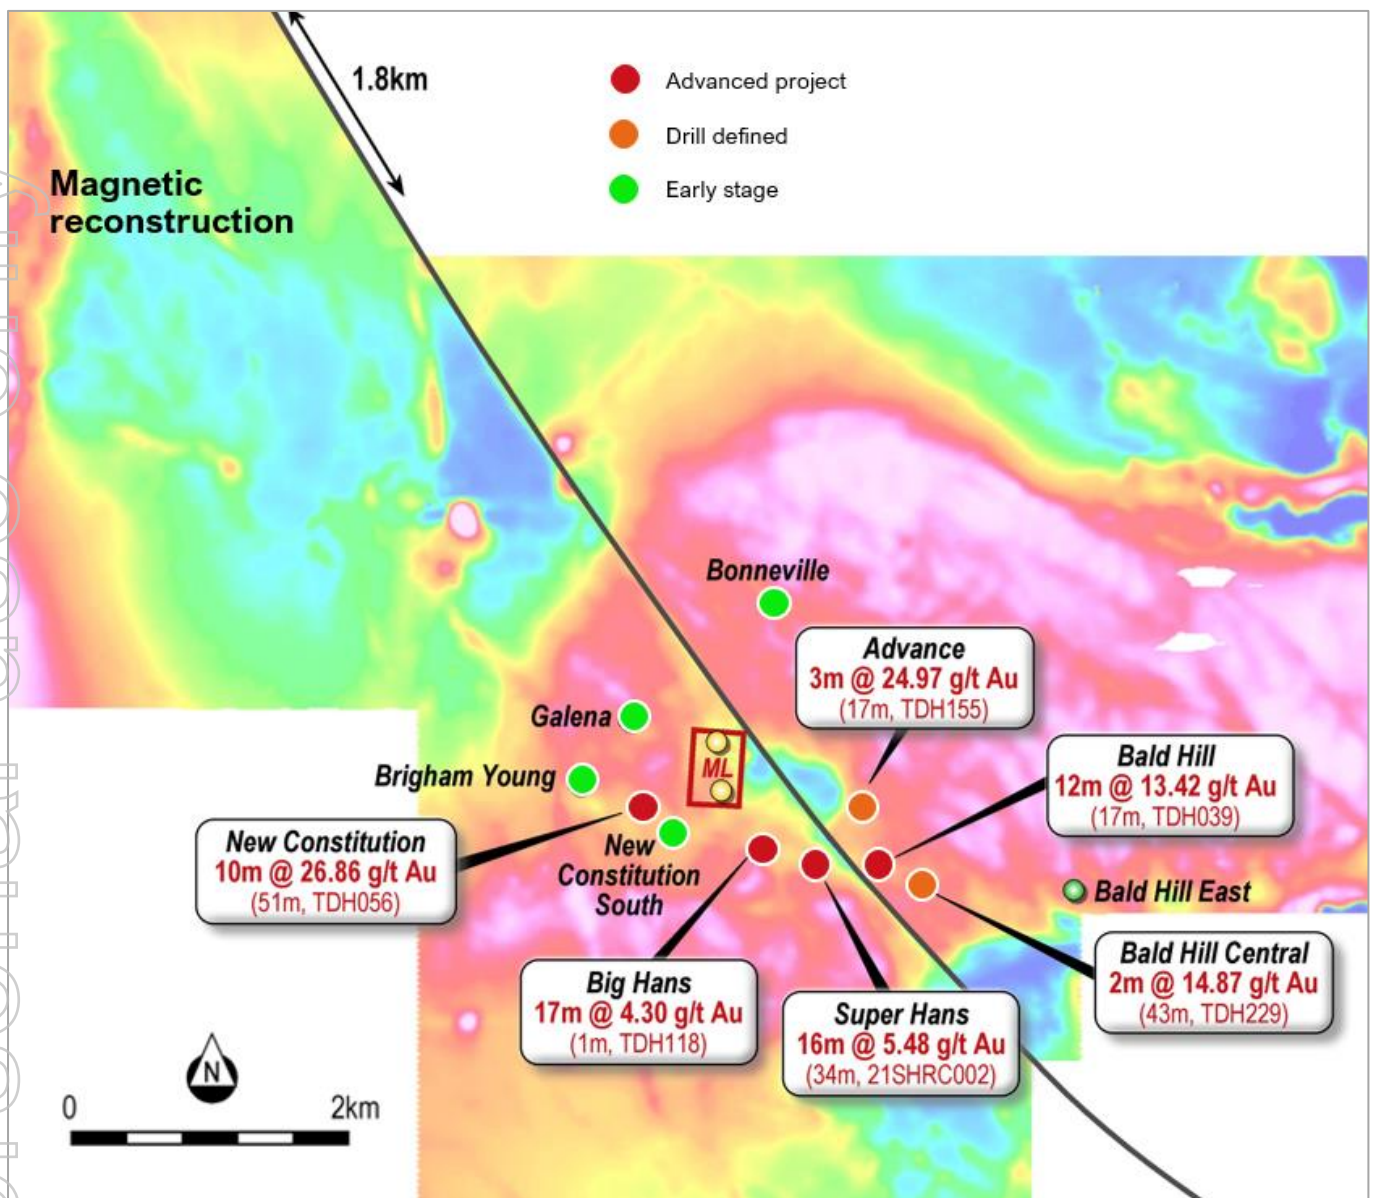 1.8km
Advanced project
Drill defined
Early stage
Magnetic
reconstruction
Bonneville
Advance
3m @ 24.97 g/t Au
(17m, TDH155)
Galena
ML
Bald Hill
12m @ 13.42 g/t Au
(17m, TDH039)
Brigham Young
New Constitution
10m @ 26.86 g/t Au
(51m, TDH056)
New
Constitution
South
Bald Hill East
Big Hans
17m @ 4.30 g/t Au
(1m, TDH118)
Super Hans
16m @ 5.48 g/t Au
(34m, 21SHRC002)
Bald Hill Central
2m @ 14.87 g/t Au
(43m, TDH229)
N
0
2km